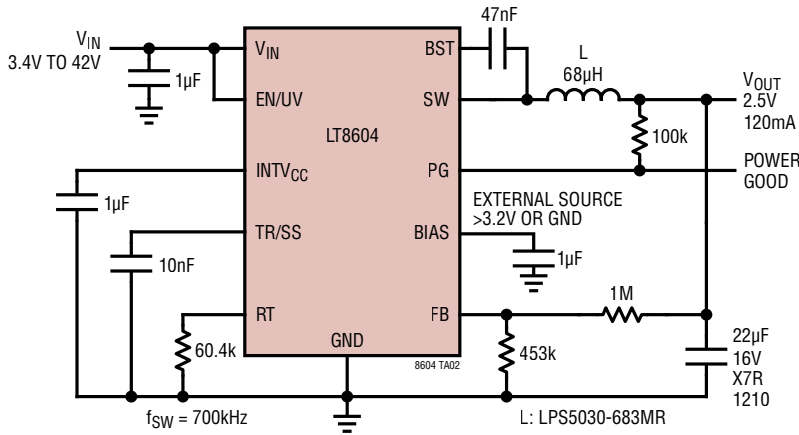 47nF
V_IN
3.4V TO 42V
1µF
V_IN
BST
L
68µH
V_OUT
2.5V
120mA
EN/UV
SW
LT8604
100k
INTV_CC
PG
POWER
GOOD
1µF
EXTERNAL SOURCE
>3.2V OR GND
TR/SS
BIAS
10nF
1µF
1M
RT
FB
GND
60.4k
453k
22µF
16V
X7R
1210
8604 TA02
f_SW = 700kHz
L: LPS5030-683MR